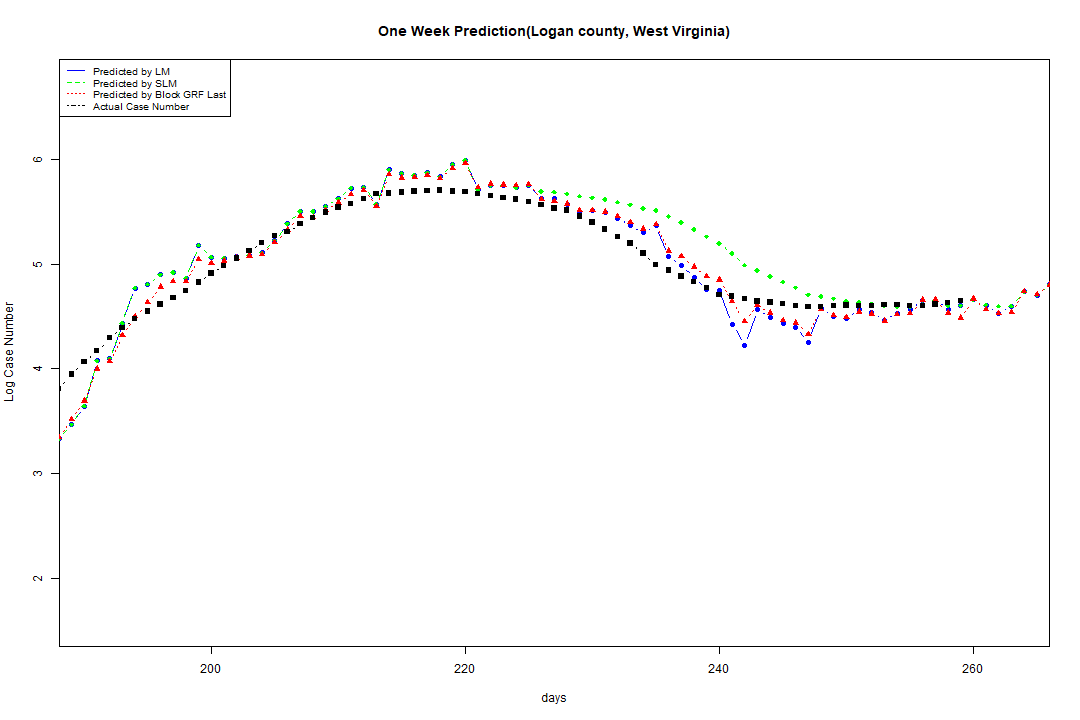 One Week Prediction(Logan county, West Virginia)
Predicted by LM
Predicted by SLM
Predicted by Block GRF Last
Actual Case Number
6
5
4
3
2
Log Case Number
200 220 240 260
days